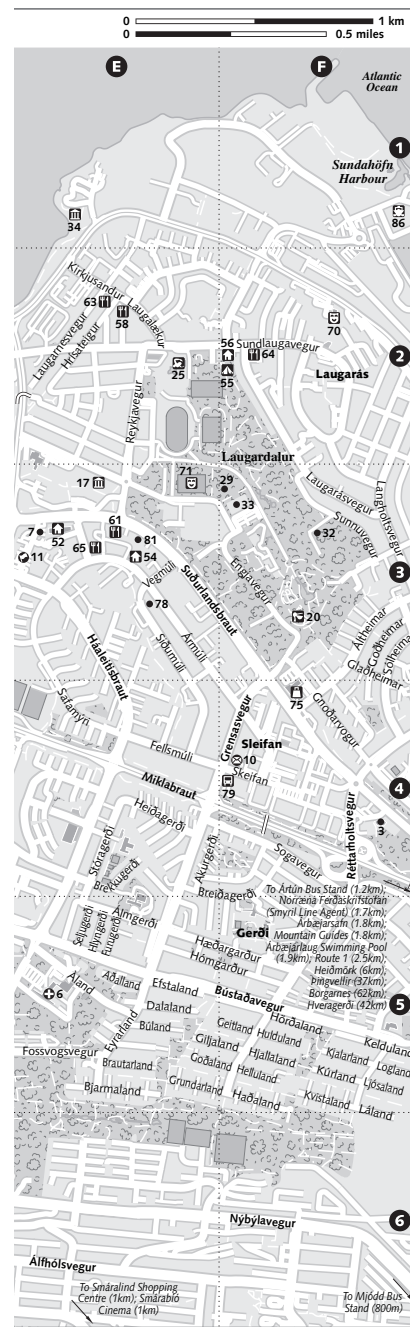 0 1 km
0 0.5 miles
E
F
Atlantic
Ocean
1
Sundahöfn
Harbour
34
86
Kirkjusandur
63
58
Laugalækur
Laugarnesvegur
Hrísateigur
70
56
Sundlaugavegur
64
2
25
55
Laugarás
Reykjavegur
Laugardalur
71
29
17
33
Laugarásvegur
Langholtsvegur
Sunnuvegur
7
52
61
81
32
11
65
54
Vegmúli
Engjavegur
3
78
Suðurlandsbraut
20
Ármúli
Síðumúli
Háaleitisbraut
Álfheimar
Goðheimar
Sólheimar
Glaðheimar
75
Safamýri
Grensásvegur
Gnoðarvogur
Sleifan
10
Fellsmúli
Skeifan
79
Miklabraut
4
Heiðagerði
Réttarholtsvegur
3
Sogavegur
Stóragerði
Brekkugerði
Akurgerði
Breiðagerði
To Ártún Bus Stand (1.2km);
Norræna Ferðaskrifstofan
(Smyril Line Agent) (1.7km);
Árbæjarsafn (1.8km);
Mountain Guides (1.8km);
Árbæjarlaug Swimming Pool
(1.9km); Route 1 (2.5km);
Heiðmörk (6km);
Þingvellir (37km);
Borgarnes (62km);
Hveragerði (42km)
Almgerði
Seljugerði
Hlyngerði
Furugerði
Gerði
Hæðargarður
Hólmgarður
Áland
Aðalland
6
Efstaland
Bústaðavegur
5
Dalaland
Búland
Eyrarland
Hörðaland
Geitland
Hulduland
Kelduland
Fossvogsvegur
Giljaland
Hjallaland
Kjalarland
Logland
Brautarland
Goðaland
Helluland
Kúrland
Ljósaland
Bjarmaland
Grundarland
Haðaland
Kvistaland
Láland
6
Nýbýlavegur
Álfhólsvegur
To Smáralind Shopping
Centre (1km); Smárabíó
Cinema (1km)
To Mjódd Bus
Stand (800m)